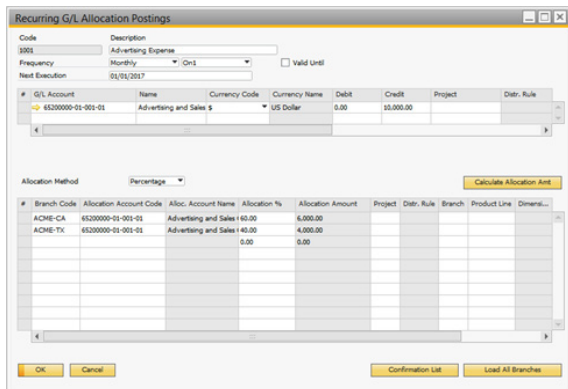 Recurring G/L Allocation Postings
Code Description
1001 Advertising Expense
Frequency Monthly On1 Valid Until
Next Execution 01/01/2017
# G/L Account Name Currency Code Currency Name Debit Credit Project Distr. Rule
65200000-01-001-01 Advertising and Sales $ US Dollar 0.00 10,000.00
Allocation Method Percentage Calculate Allocation Amt
# Branch Code Allocation Account Code Alloc. Account Name Allocation % Allocation Amount Project Distr. Rule Branch Product Line Dimensi...
ACME-CA 65200000-01-001-01 Advertising and Sales 60.00 6,000.00
ACME-TX 65200000-01-001-01 Advertising and Sales 40.00 4,000.00
0.00 0.00
OK Cancel Confirmation List Load All Branches